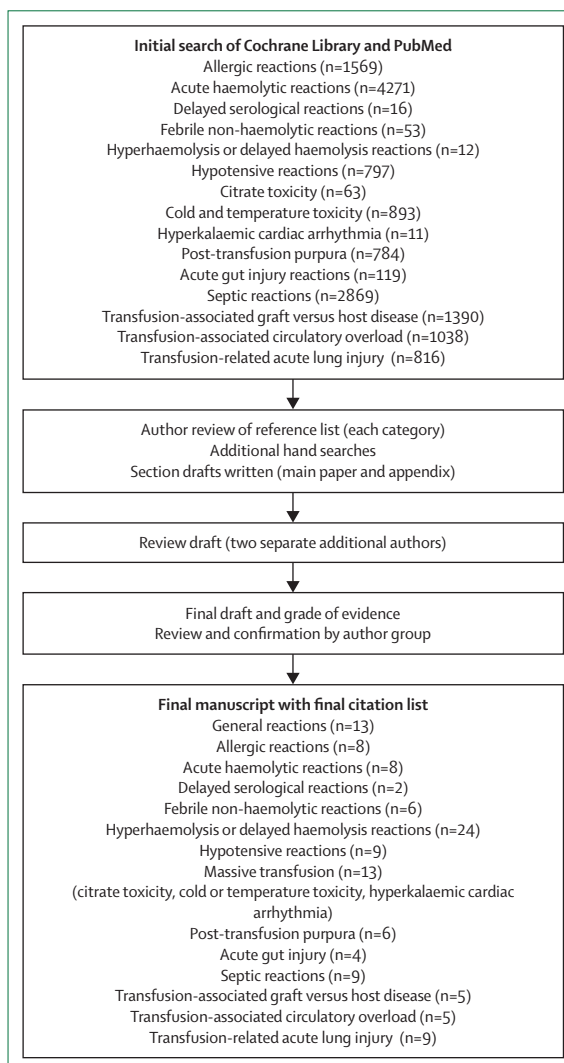 Initial search of Cochrane Library and PubMed
Allergic reactions (n=1569)
Acute haemolytic reactions (n=4271)
Delayed serological reactions (n=16)
Febrile non-haemolytic reactions (n=53)
Hyperhaemolysis or delayed haemolysis reactions (n=12)
Hypotensive reactions (n=797)
Citrate toxicity (n=63)
Cold and temperature toxicity (n=893)
Hyperkalaemic cardiac arrhythmia (n=11)
Post-transfusion purpura (n=784)
Acute gut injury reactions (n=119)
Septic reactions (n=2869)
Transfusion-associated graft versus host disease (n=1390)
Transfusion-associated circulatory overload (n=1038)
Transfusion-related acute lung injury (n=816)
Author review of reference list (each category)
Additional hand searches
Section drafts written (main paper and appendix)
Review draft (two separate additional authors)
Final draft and grade of evidence
Review and confirmation by author group
Final manuscript with final citation list
General reactions (n=13)
Allergic reactions (n=8)
Acute haemolytic reactions (n=8)
Delayed serological reactions (n=2)
Febrile non-haemolytic reactions (n=6)
Hyperhaemolysis or delayed haemolysis reactions (n=24)
Hypotensive reactions (n=9)
Massive transfusion (n=13)
(citrate toxicity, cold or temperature toxicity, hyperkalaemic cardiac
arrhythmia)
Post-transfusion purpura (n=6)
Acute gut injury (n=4)
Septic reactions (n=9)
Transfusion-associated graft versus host disease (n=5)
Transfusion-associated circulatory overload (n=5)
Transfusion-related acute lung injury (n=9)